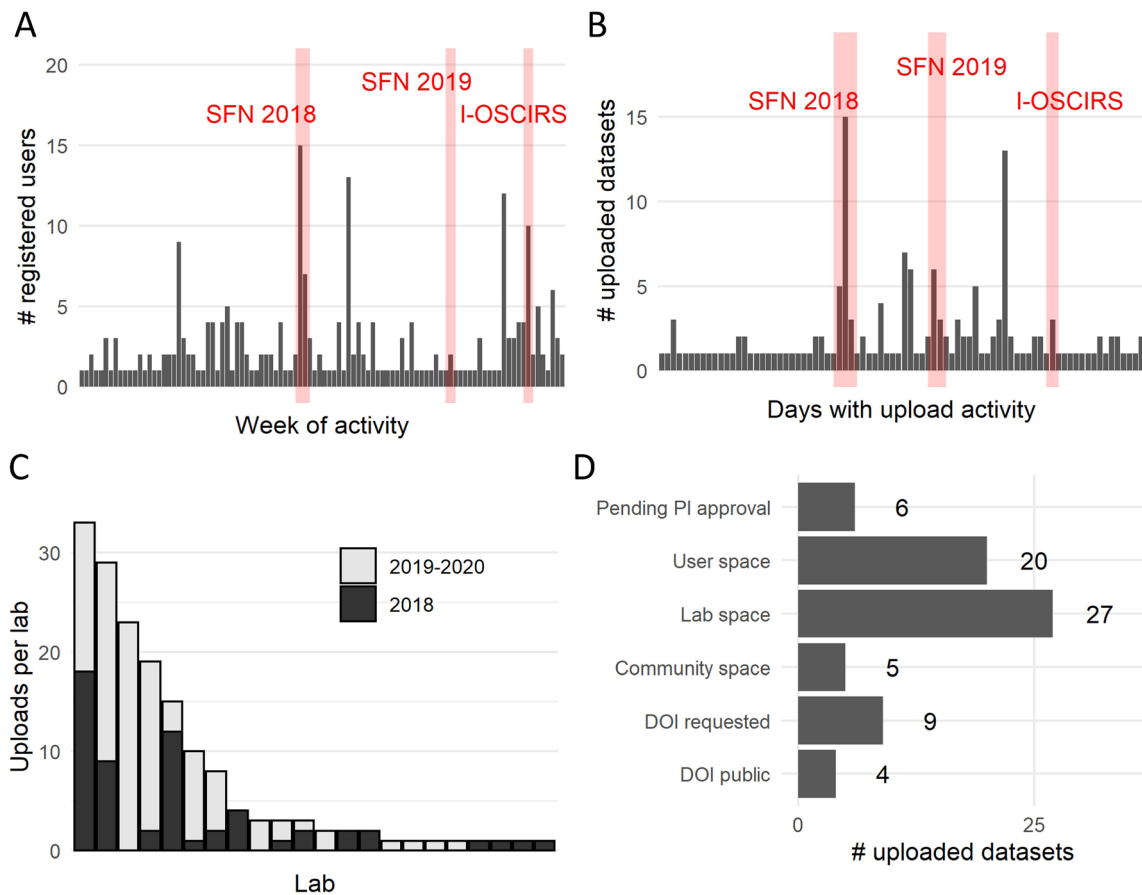 A
20
15
10
5
0
# registered users
SFN 2018
SFN 2019
I-OSCIRS
Week of activity
B
15
10
5
0
# uploaded datasets
SFN 2018
SFN 2019
I-OSCIRS
Days with upload activity
C
30
20
10
0
Uploads per lab
2019-2020
2018
Lab
D
Pending PI approval
6
User space
20
Lab space
27
Community space
5
DOI requested
9
DOI public
4
0
25
# uploaded datasets